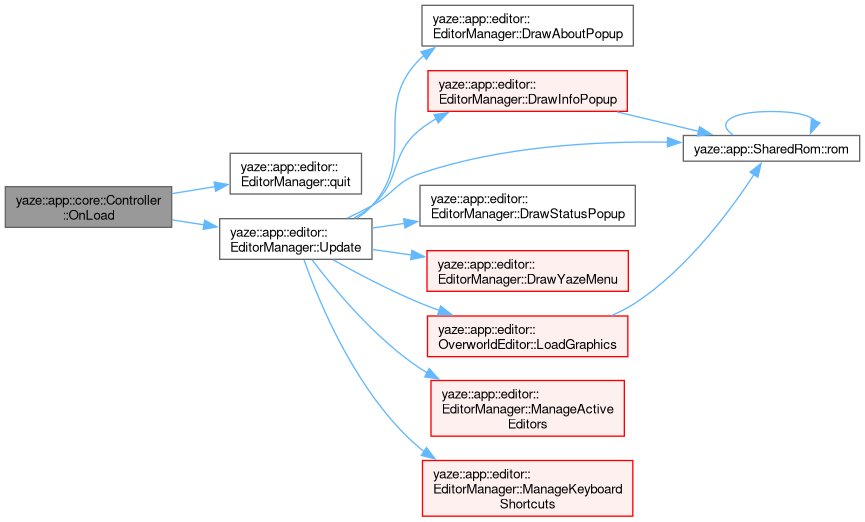 yaze::app::core::Controller
::OnLoad
yaze::app::editor::
EditorManager::quit
yaze::app::editor::
EditorManager::Update
yaze::app::editor::
EditorManager::DrawAboutPopup
yaze::app::editor::
EditorManager::DrawInfoPopup
yaze::app::SharedRom::rom
yaze::app::editor::
EditorManager::DrawStatusPopup
yaze::app::editor::
EditorManager::DrawYazeMenu
yaze::app::editor::
OverworldEditor::LoadGraphics
yaze::app::editor::
EditorManager::ManageActive
Editors
yaze::app::editor::
EditorManager::ManageKeyboard
Shortcuts